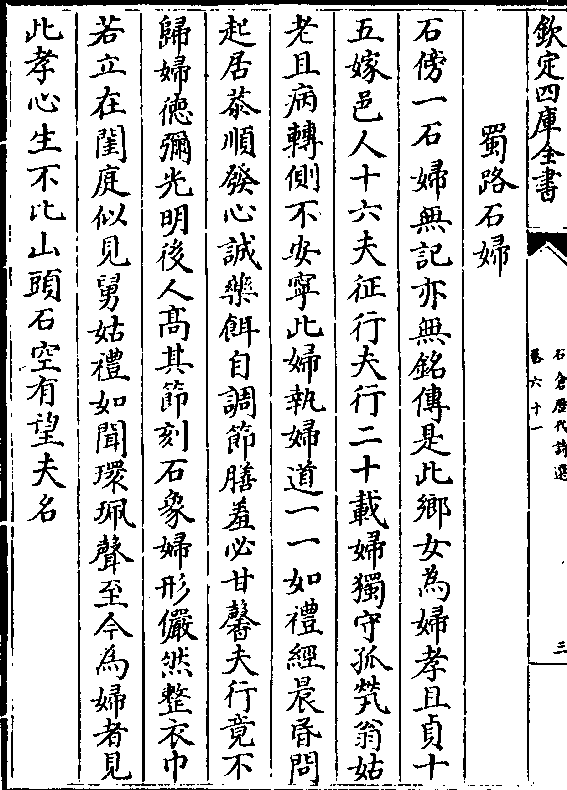 欽定四庫全書
石倉歴代詩選
卷六十一
三
蜀路石婦
石傍一石婦無記亦無銘傳是此鄉女為婦孝且貞十
五嫁邑人十六夫征行夫行二十載婦獨守孤煢翁姑
老且病轉側不安寧此婦執婦道一一如禮經晨昏問
起居恭順發心誠藥餌自調節膳羞必甘馨夫行竟不
歸婦徳彌光明後人髙其節刻石象婦形儼然整衣巾
若立在閨庭似見舅姑禮如聞環珮聲至今為婦者見
此孝心生不比山頭石空有望夫名